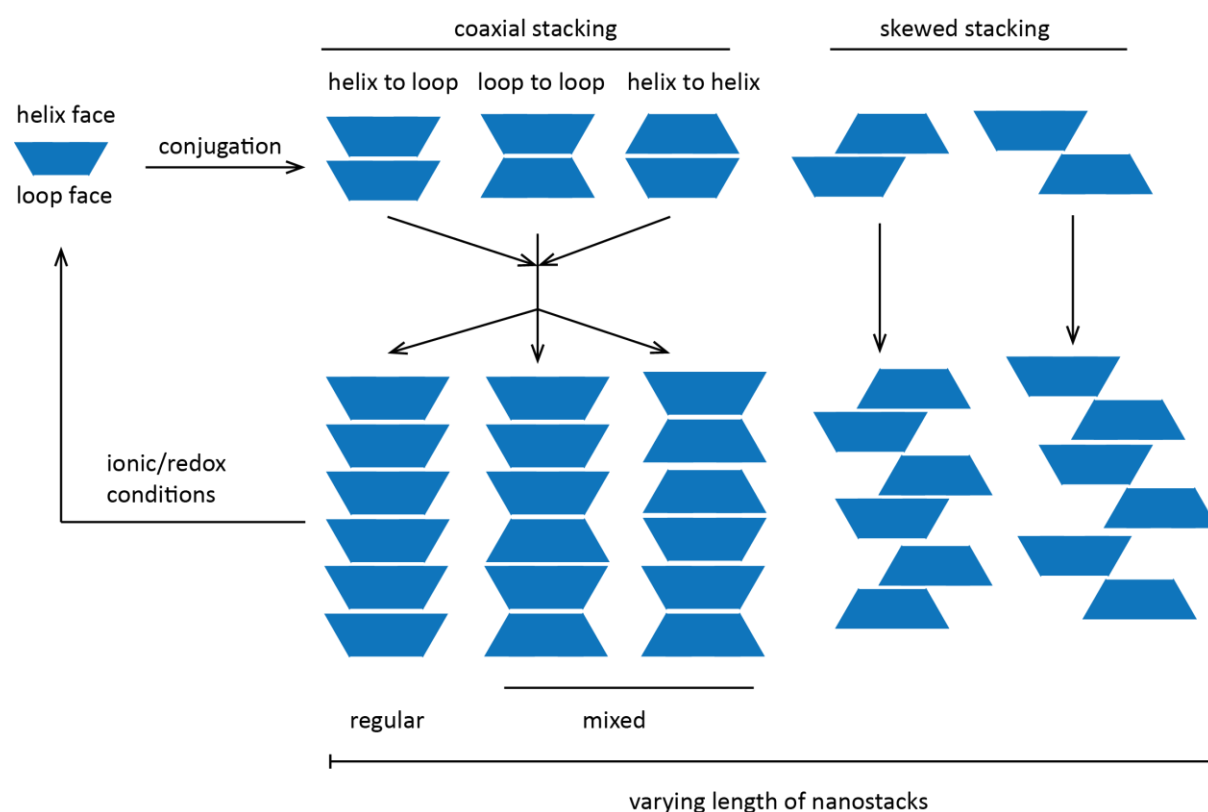 coaxial stacking
skewed stacking
helix to loop
loop to loop
helix to helix
helix face
loop face
conjugation
ionic/redox
conditions
regular
mixed
varying length of nanostacks